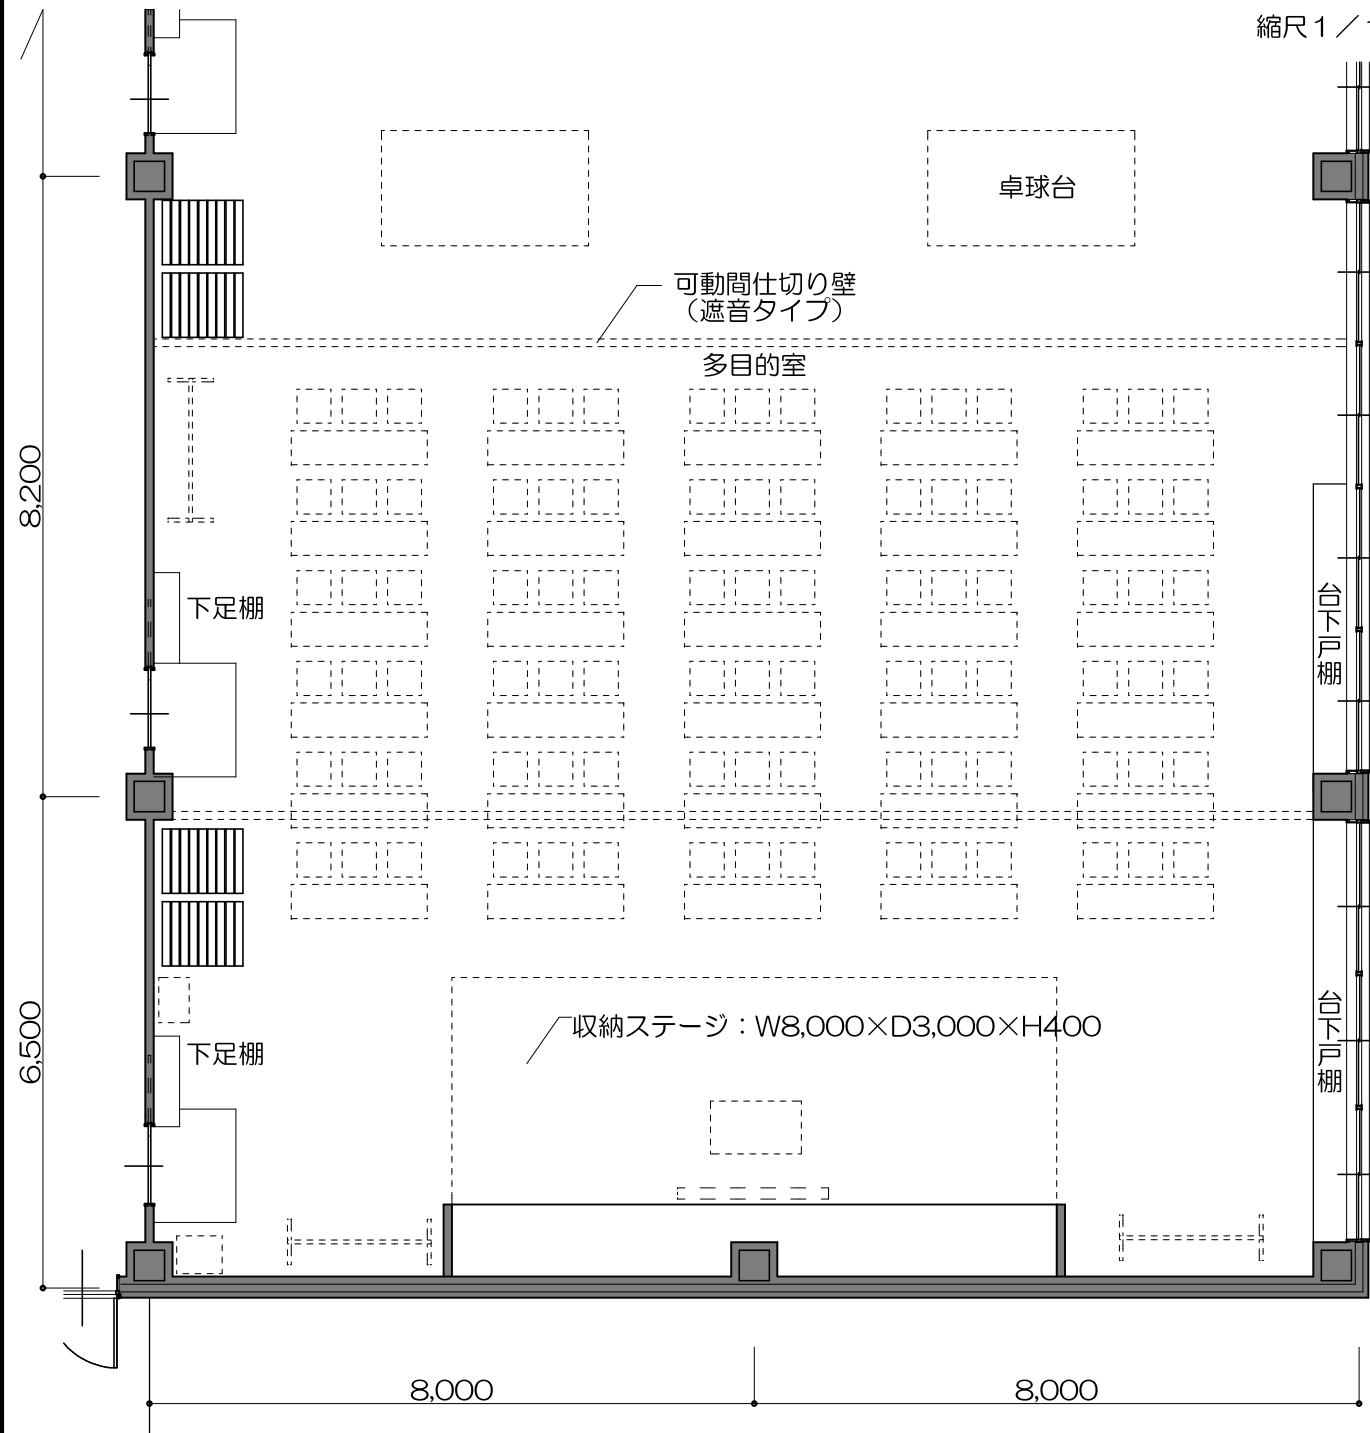 縮尺1／
卓球台
可動間仕切り壁
（遮音タイプ）
多目的室
8,200
下足棚
台下戸棚
6,500
収納ステージ：W8,000×D3,000×H400
下足棚
台下戸棚
8,000
8,000